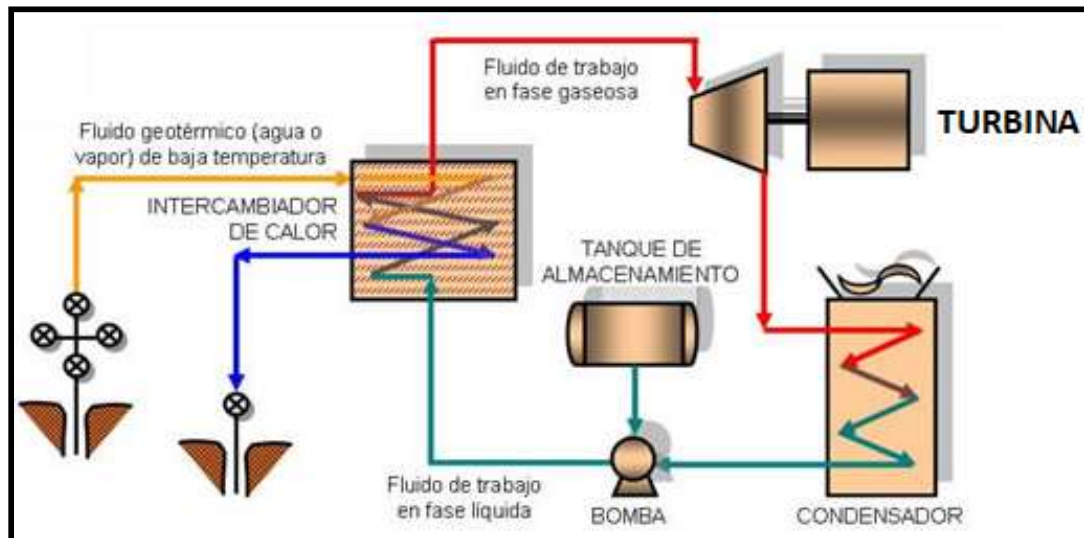 Fluido de trabajo
en fase gaseosa
TURBINA
Fluido geotérmico (agua o
vapor) de baja temperatura
INTERCAMBIADOR
DE CALOR
TANQUE DE
ALMACENAMIENTO
Fluido de trabajo
en fase líquida
BOMBA
CONDENSADOR